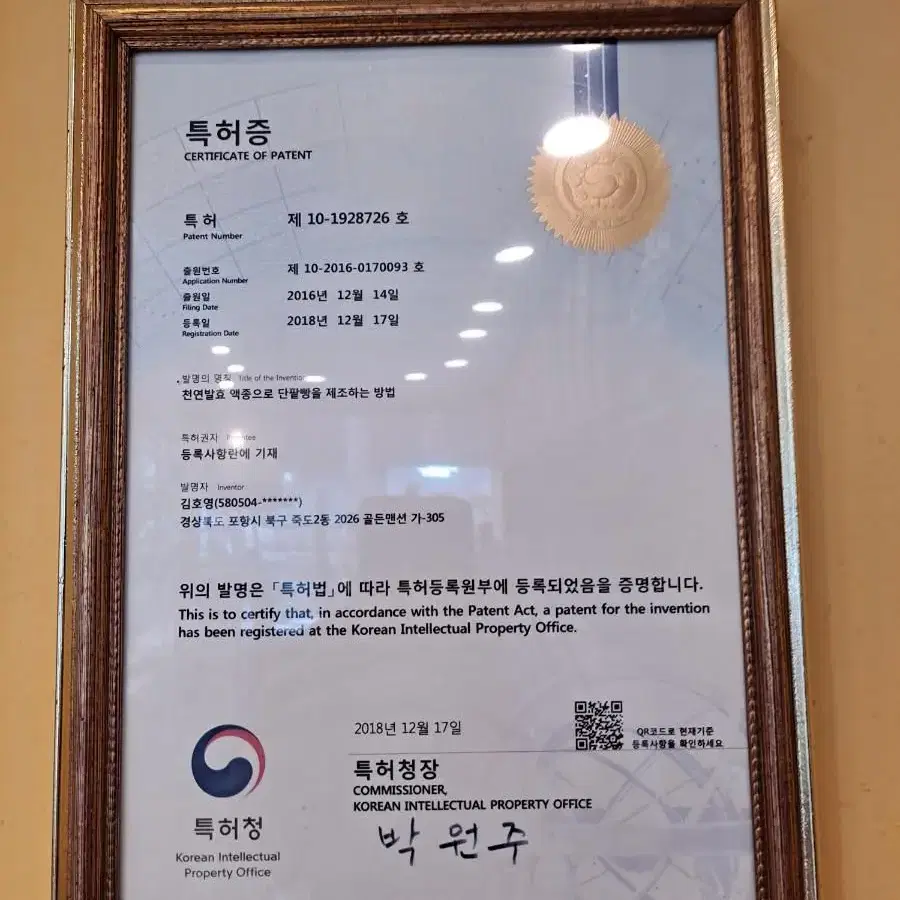 특허증
CERTIFICATE OF PATENT
특허 제 10-1928726 호
Patent Number
출원번호 제 10-2016-0170093 호
Application Number
출원일 2016년 12월 14일
Filing Date
등록일 2018년 12월 17일
Registration Date
발명의 명칭 Title of the Invention
천연발효 액종으로 단팥빵을 제조하는 방법
특허권자 Patentee
등록사항란에 기재
발명자 Inventor
김호영(580504-*******)
경상북도 포항시 북구 죽도2동 2026 골든맨션 가-305
위의 발명은 「특허법」에 따라 특허등록원부에 등록되었음을 증명합니다.
This is to certify that, in accordance with the Patent Act, a patent for the invention
has been registered at the Korean Intellectual Property Office.
2018년 12월 17일
QR코드로 현재기준
등록사항을 확인하세요
특허청장
COMMISSIONER,
KOREAN INTELLECTUAL PROPERTY OFFICE
박원주
특허청
Korean Intellectual
Property Office